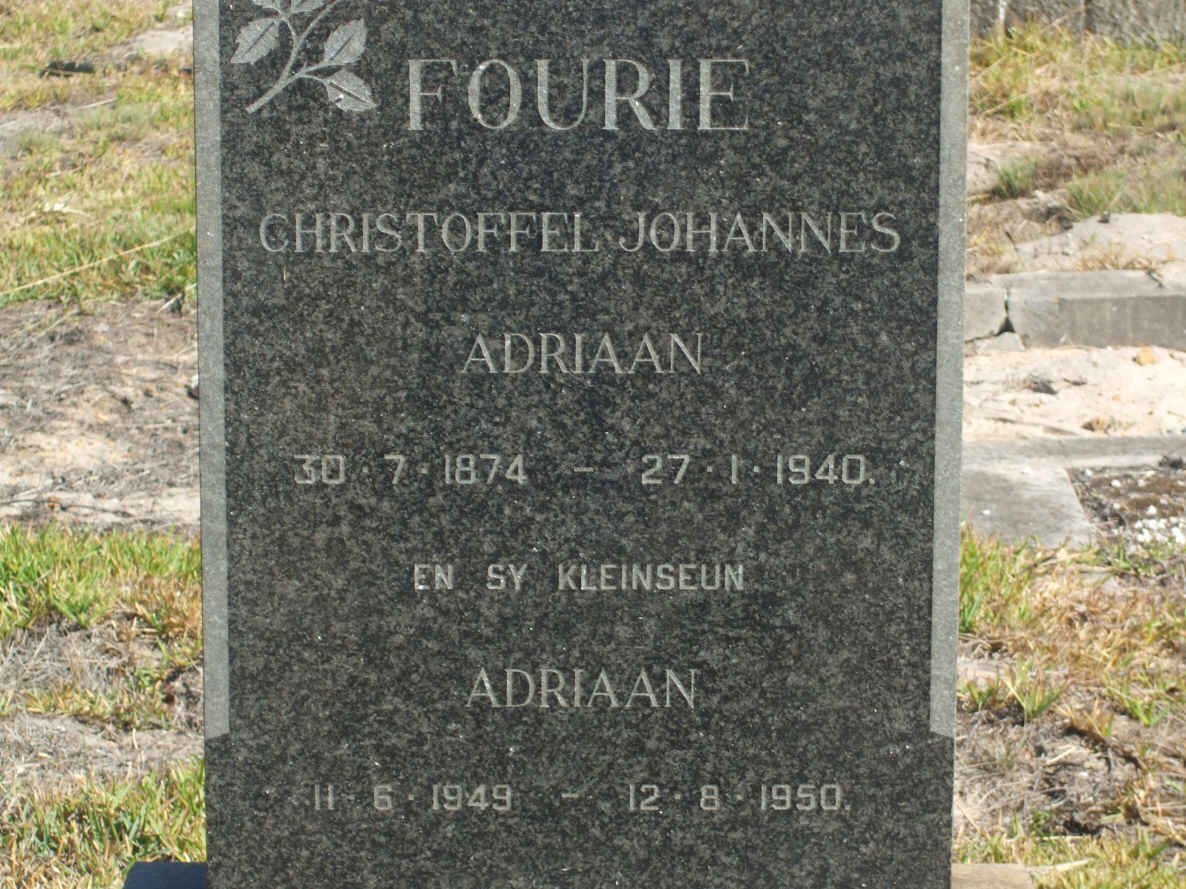 FOURIE
CHRISTOFFEL JOHANNES
ADRIAAN
30·7·1874 – 27·1·1940.
EN SY KLEINSEUN
ADRIAAN
11·6·1949 – 12·8·1950.